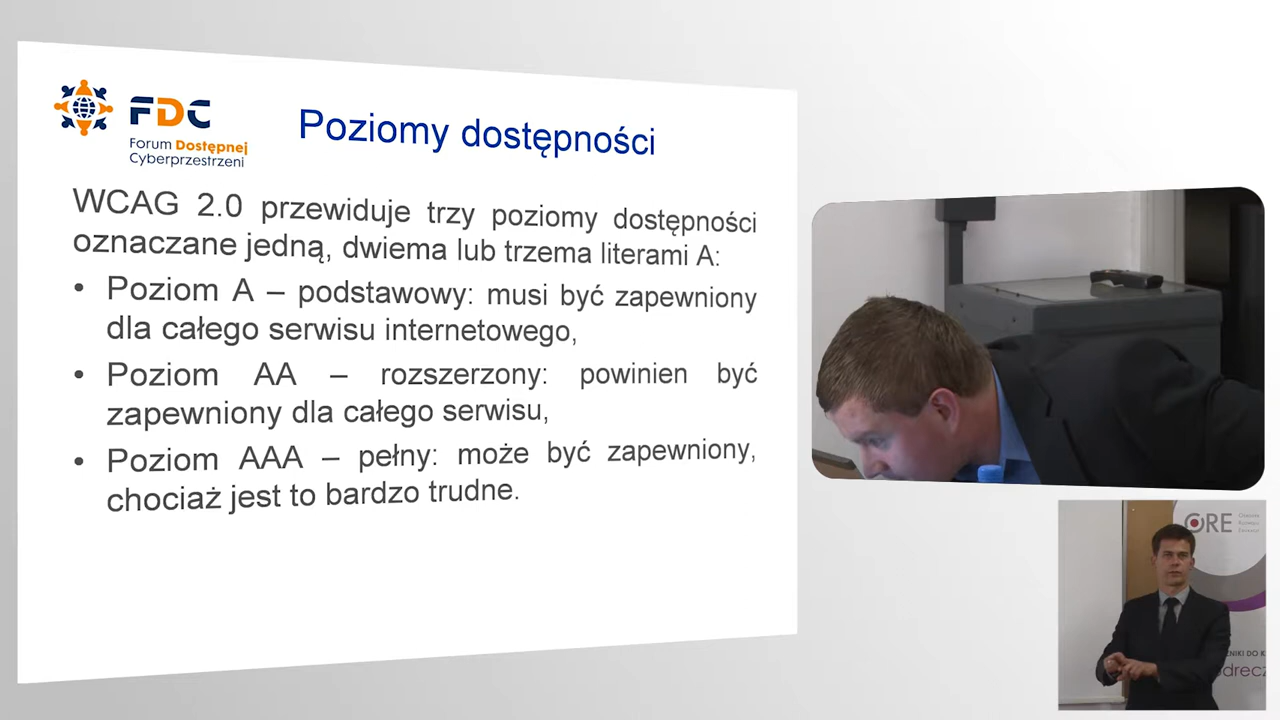 FDC
Forum Dostępnej
Cyberprzestrzeni
Poziomy dostępności
WCAG 2.0 przewiduje trzy poziomy dostępności
oznaczane jedną, dwiema lub trzema literami A:
• Poziom A – podstawowy: musi być zapewniony
dla całego serwisu internetowego,
• Poziom AA – rozszerzony: powinien być
zapewniony dla całego serwisu,
• Poziom AAA – pełny: może być zapewniony,
chociaż jest to bardzo trudne.
ORE